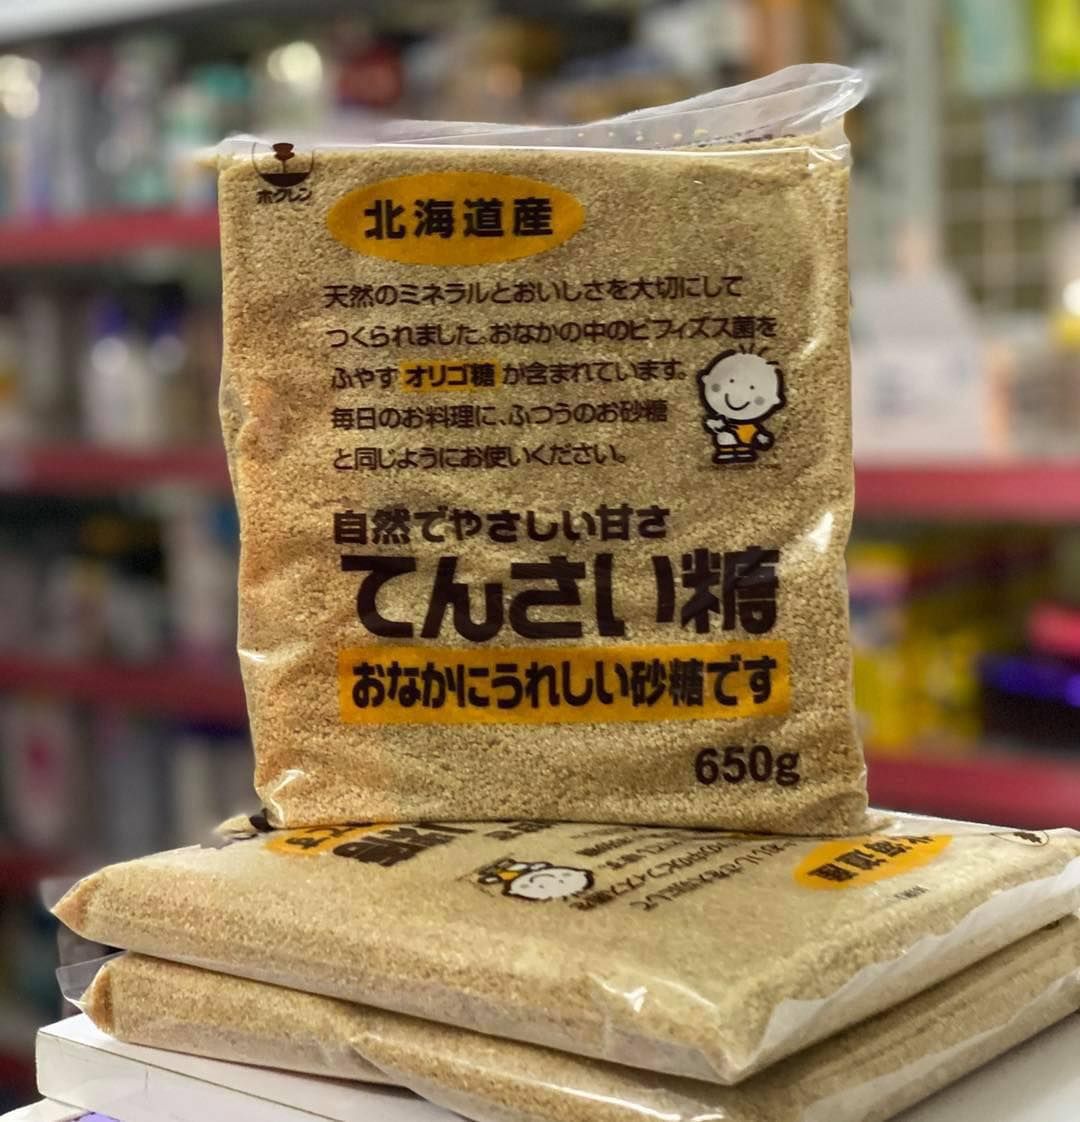 ホクレン
北海道産
天然のミネラルとおいしさを大切にして
つくられました。おなかの中のビフィズス菌を
ふやす オリゴ糖 が含まれています。
毎日のお料理に、ふつうのお砂糖
と同じようにお使いください。
自然でやさしい甘さ
てんさい糖
おなかにうれしい砂糖です
650g
北海道産